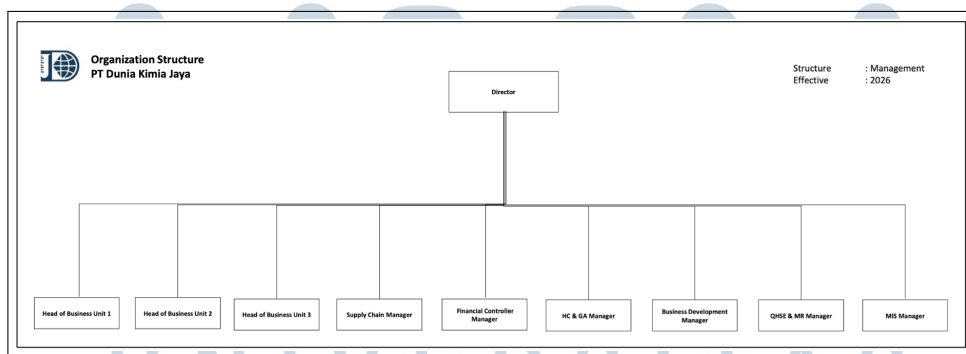 Organization Structure
PT Dunia Kimia Jaya
Structure : Management
Effective : 2026
Director
Head of Business Unit 1
Head of Business Unit 2
Head of Business Unit 3
Supply Chain Manager
Financial Controller
Manager
HC & GA Manager
Business Development
Manager
QHSE & MR Manager
MIS Manager